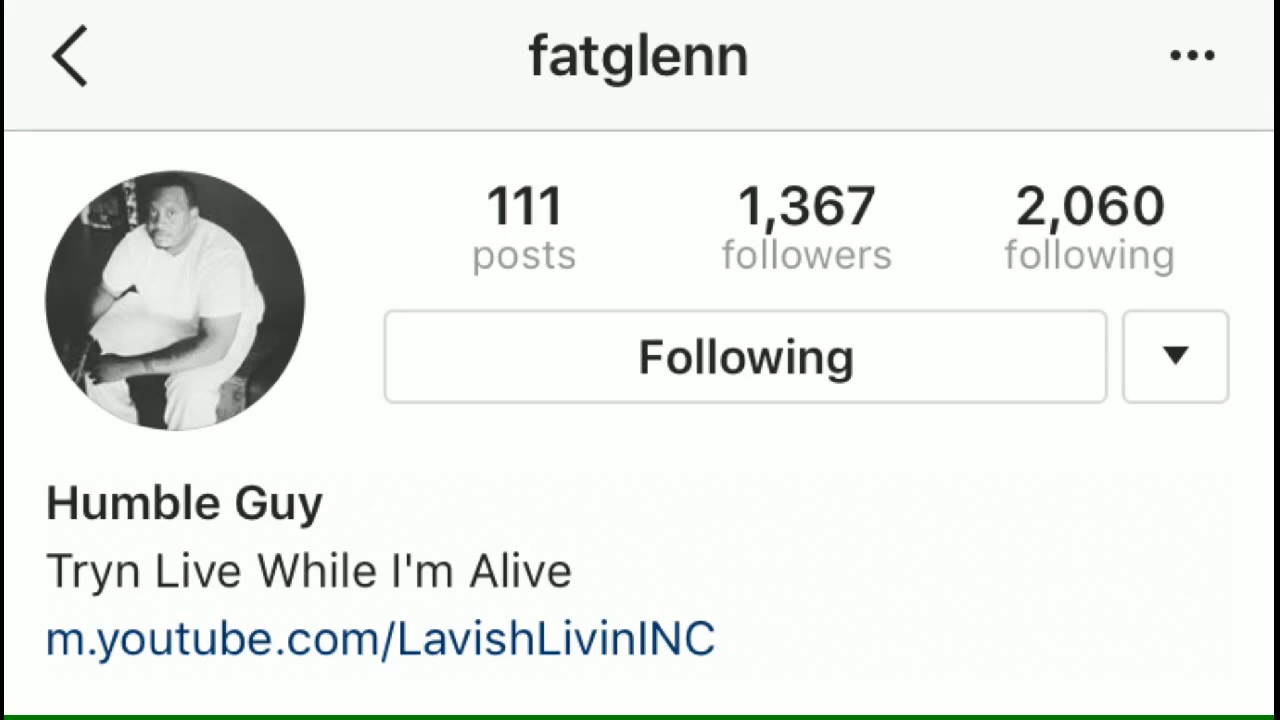 fatglenn
111 1,367 2,060
posts followers following
Following
Humble Guy
Tryn Live While I'm Alive
m.youtube.com/LavishLivinINC